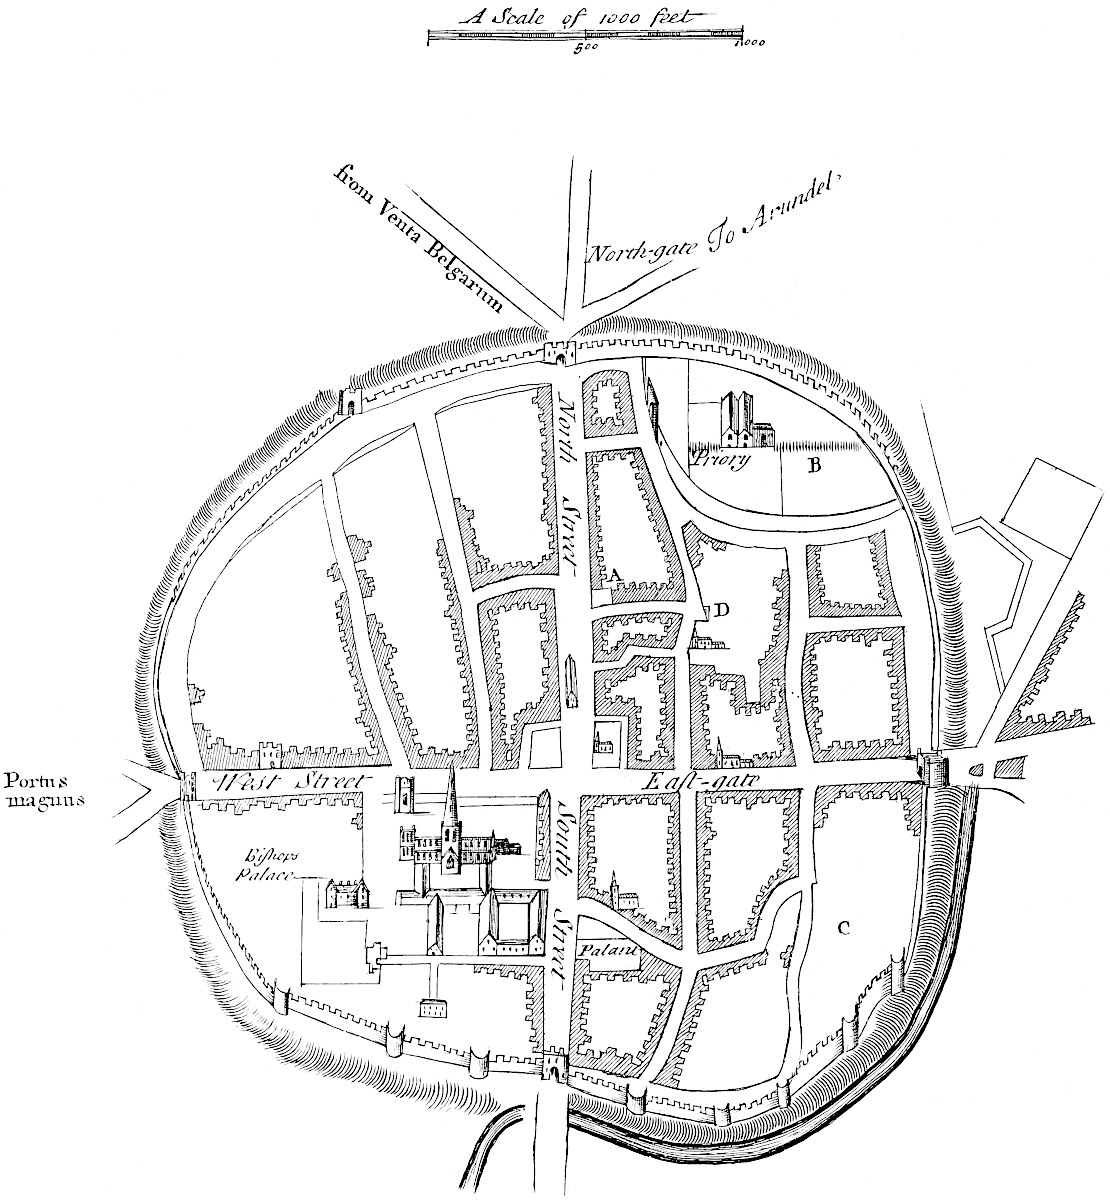 A Scale of 1000 feet
500
1000
from Venta Belgarum
North-gate
To Arundel
North Street
Priory
B
A
D
Portus
magnus
West Street
East-gate
South Street
Bishops
Palace
C
Palant